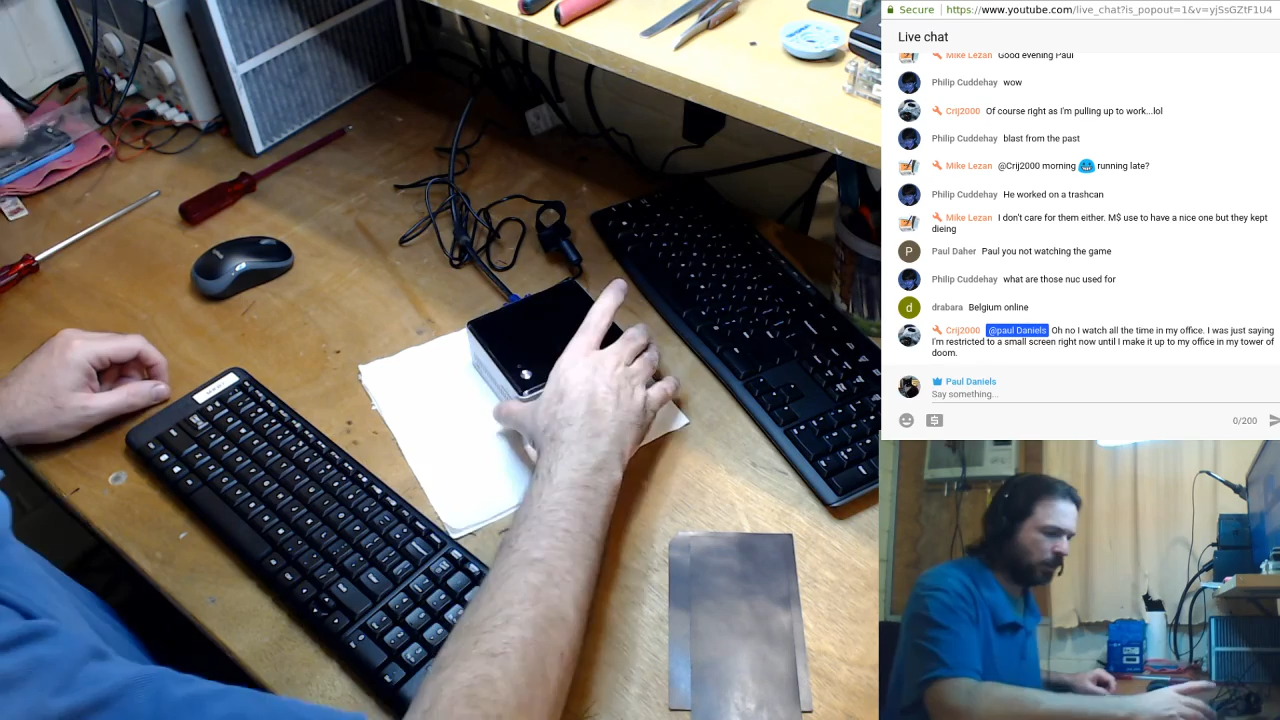 Secure
https://www.youtube.com/live_chat?is_popout=1&v=yjSsGZtF1U4
Live chat
Mike Lezan Good evening Paul
Philip Cuddehay wow
Crij2000 Of course right as I'm pulling up to work...lol
Philip Cuddehay blast from the past
Mike Lezan @Crij2000 morning running late?
Philip Cuddehay He worked on a trashcan
Mike Lezan I don't care for them either. M$ use to have a nice one but they kept
dieing
P Paul Daher Paul you not watching the game
Philip Cuddehay what are those nuc used for
d drabara Belgium online
Crij2000 @paul Daniels Oh no I watch all the time in my office. I was just saying
I'm restricted to a small screen right now until I make it up to my office in my tower of
doom.
Paul Daniels
Say something...
0/200